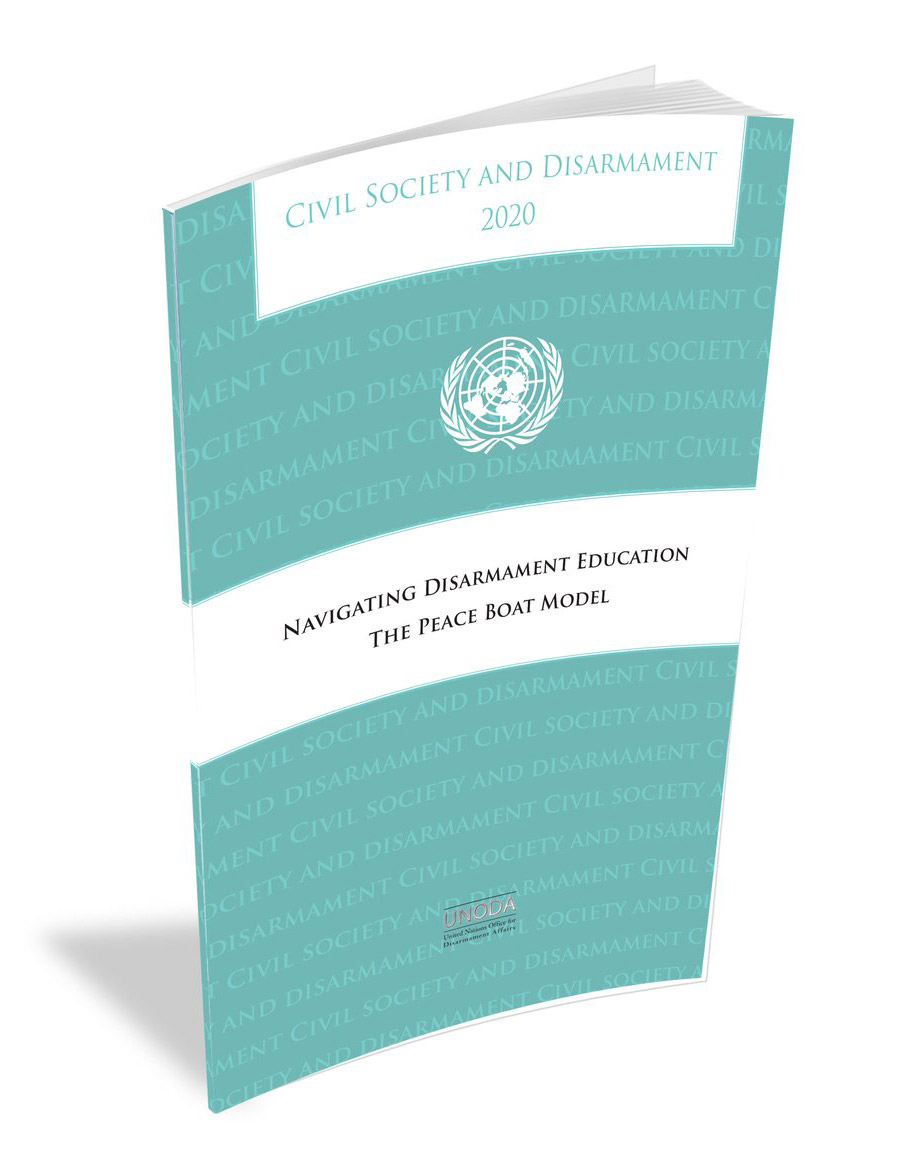 Civil Society and Disarmament
2020
Navigating Disarmament Education
The Peace Boat Model
UNODA
United Nations Office for
Disarmament Affairs